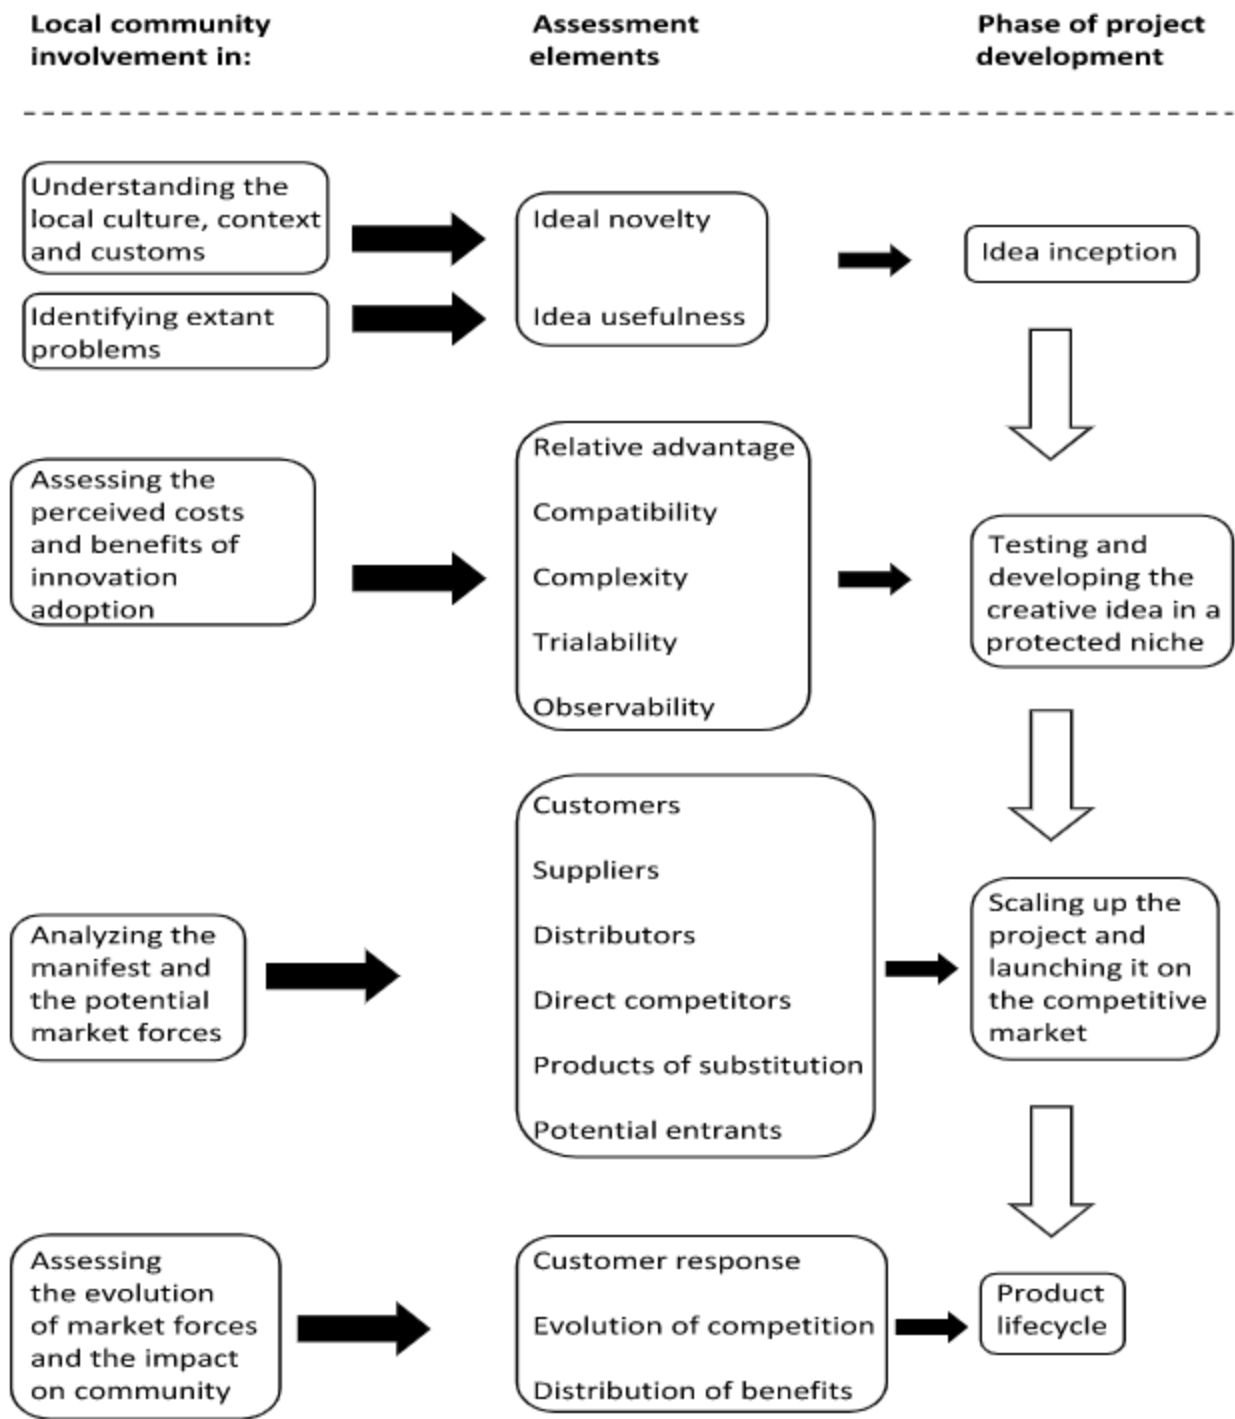 Local community
involvement in:
Assessment
elements
Phase of project
development
Understanding the
local culture, context
and customs
Identifying extant
problems
Ideal novelty
Idea usefulness
Idea inception
Assessing the
perceived costs
and benefits of
innovation
adoption
Relative advantage
Compatibility
Complexity
Trialability
Observability
Testing and
developing the
creative idea in a
protected niche
Analyzing the
manifest and
the potential
market forces
Customers
Suppliers
Distributors
Direct competitors
Products of substitution
Potential entrants
Scaling up the
project and
launching it on
the competitive
market
Assessing
the evolution
of market forces
and the impact
on community
Customer response
Evolution of competition
Distribution of benefits
Product
lifecycle